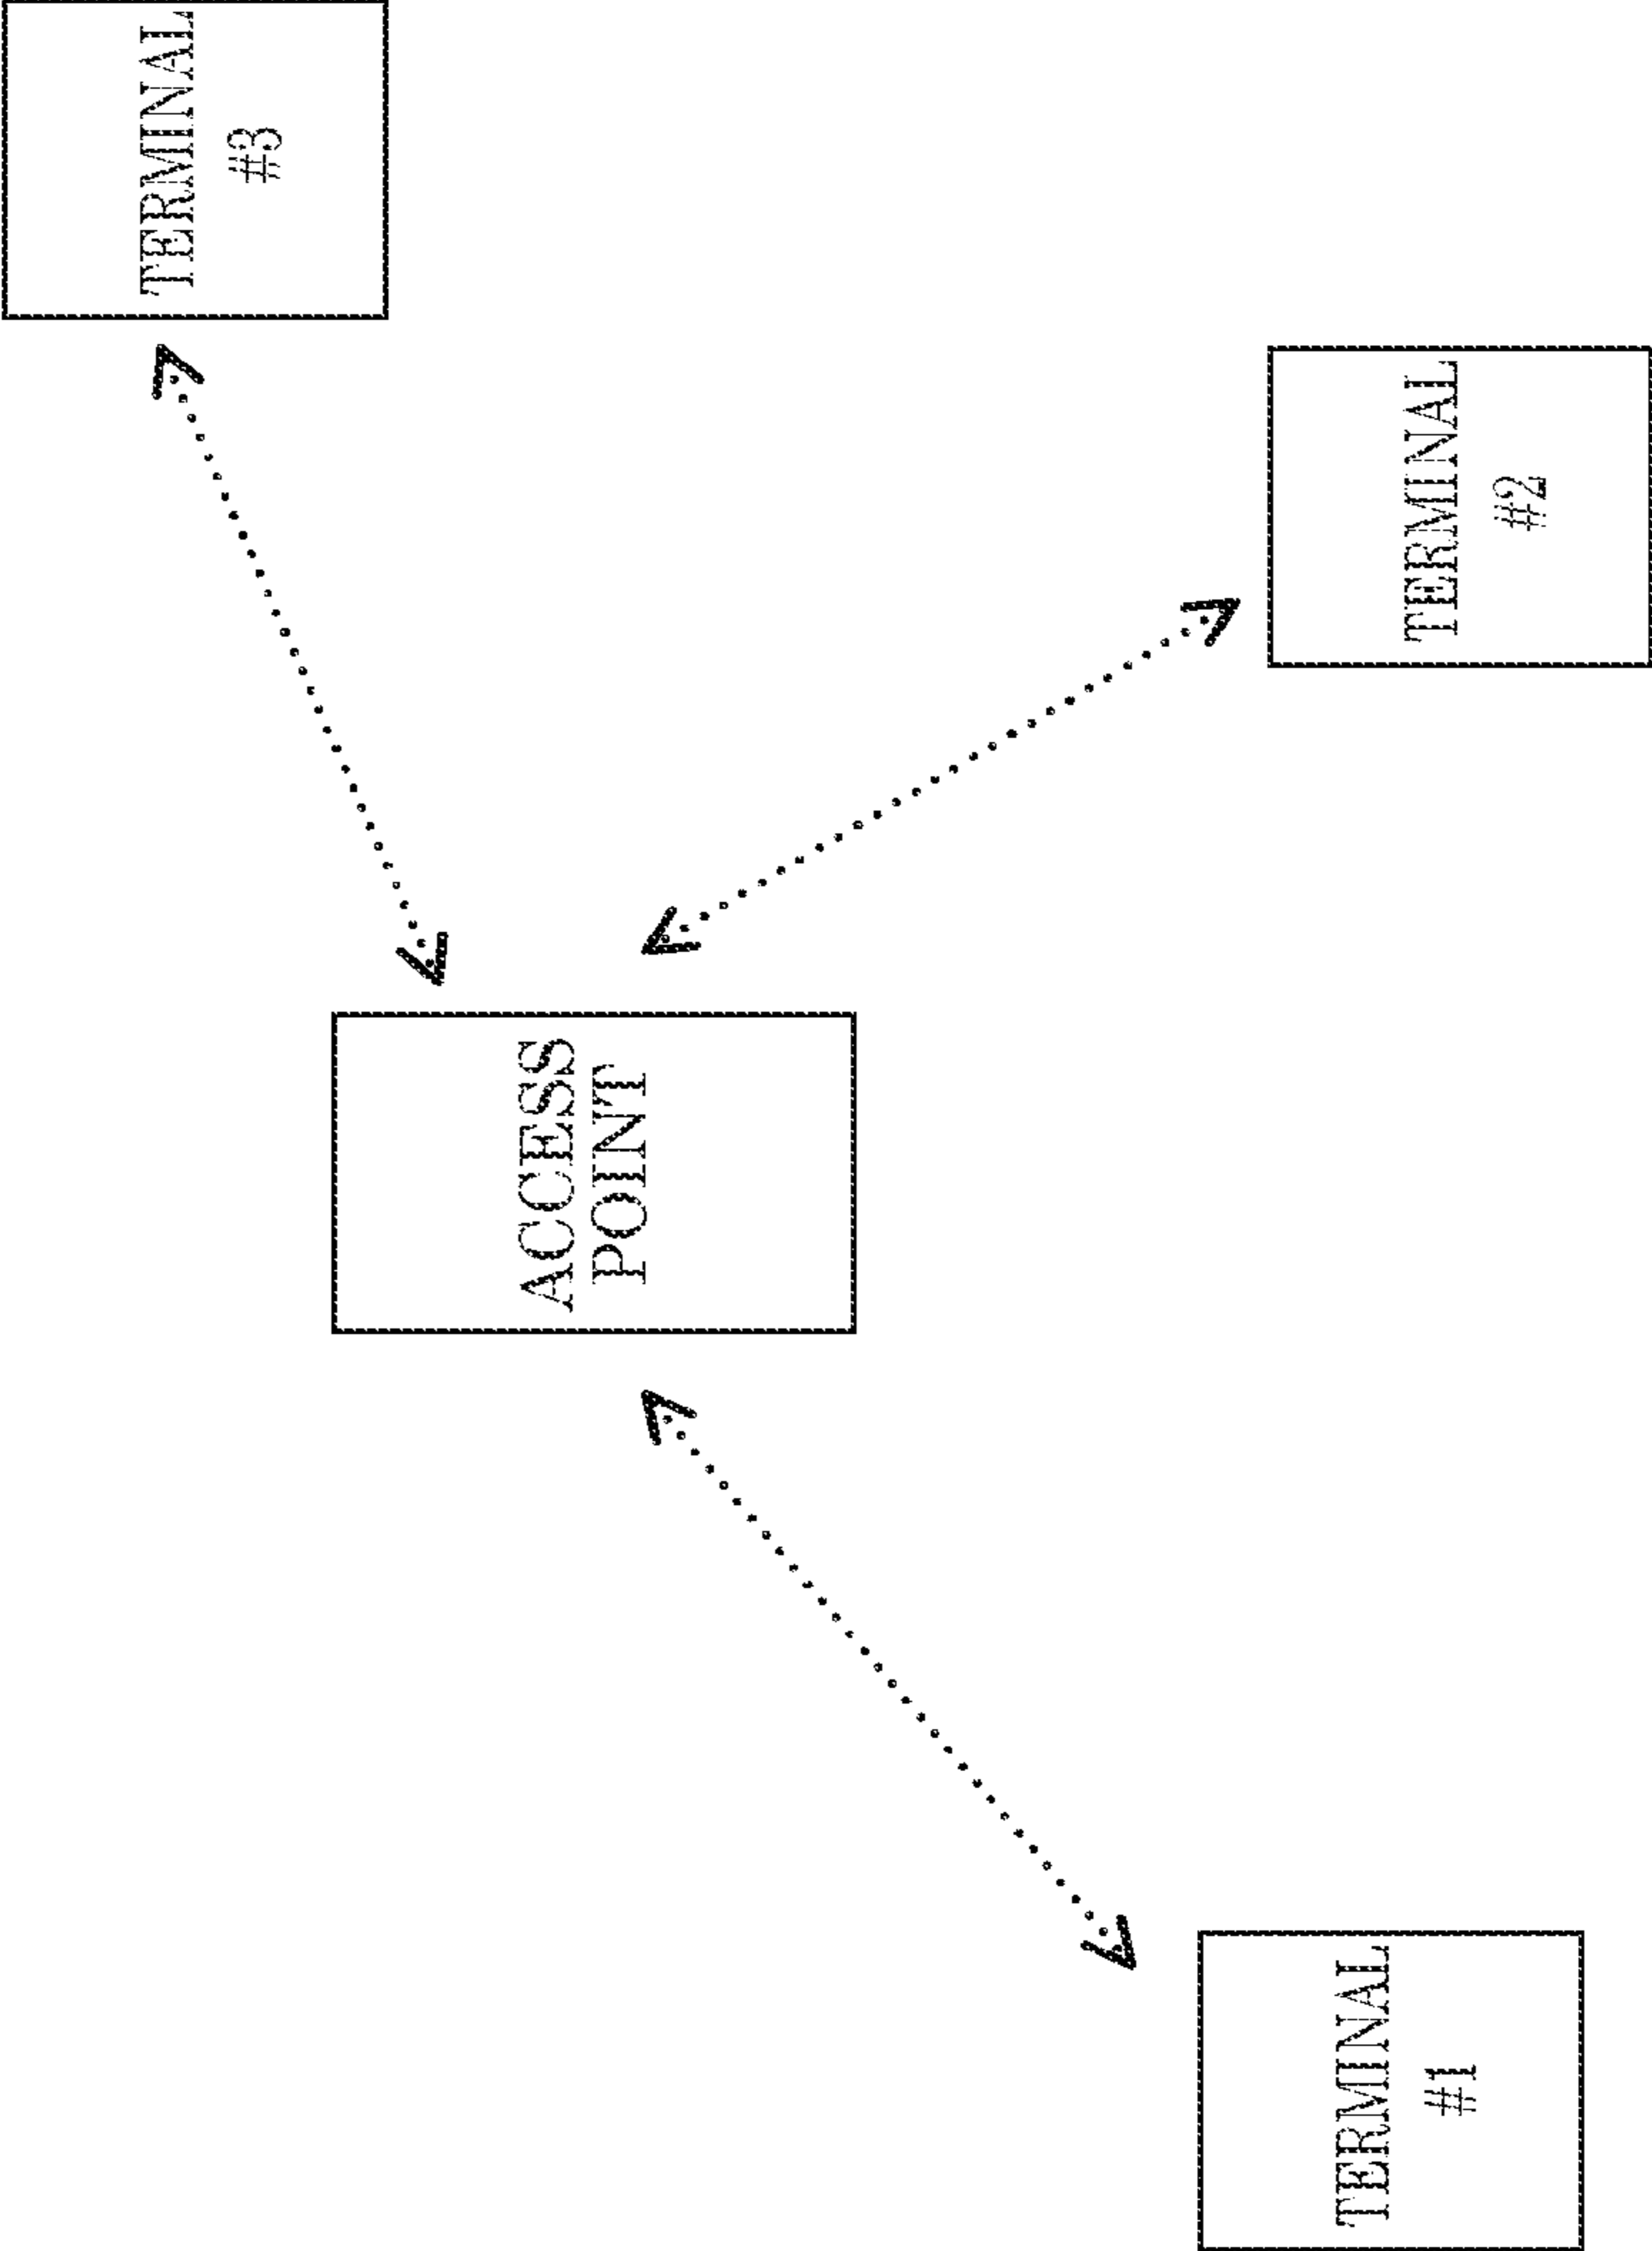 TERMINAL
#3
ACCESS
POINT
TERMINAL
#1
TERMINAL
#2